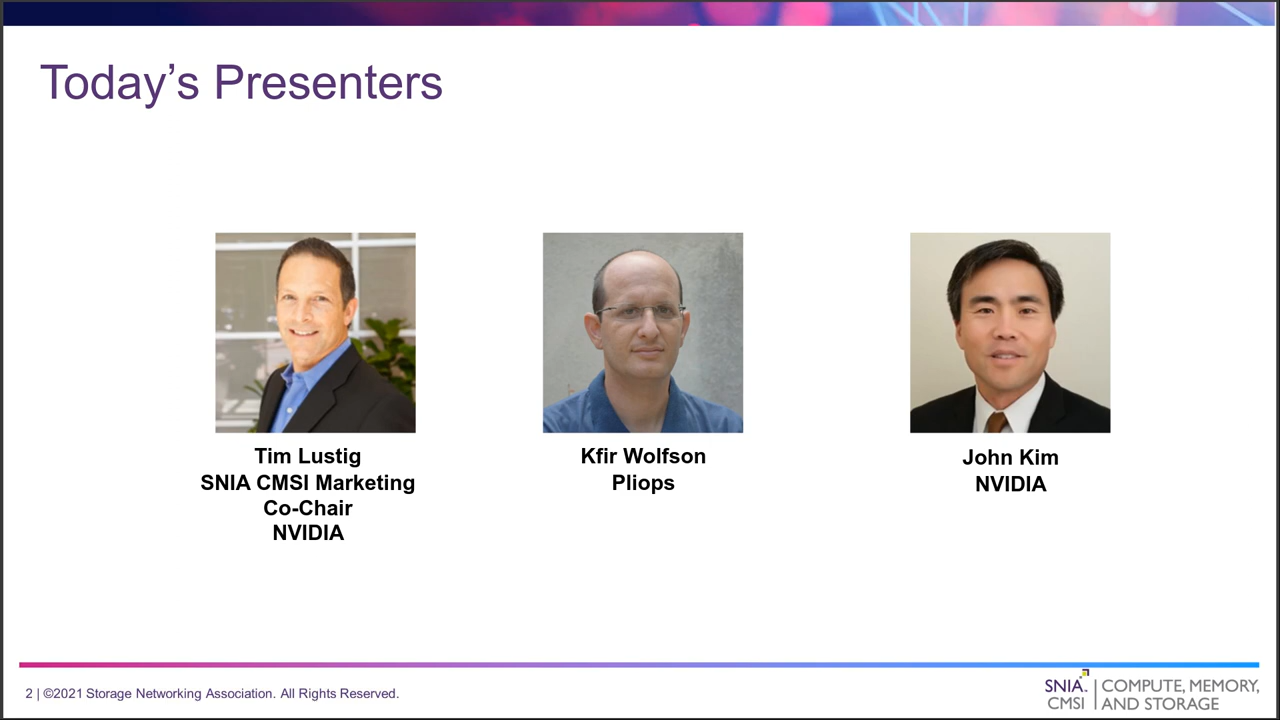 Today’s Presenters
Tim Lustig
SNIA CMSI Marketing
Co-Chair
NVIDIA
Kfir Wolfson
Pliops
John Kim
NVIDIA
2 | ©2021 Storage Networking Association. All Rights Reserved.
SNIA™ | COMPUTE, MEMORY,
CMSI | AND STORAGE